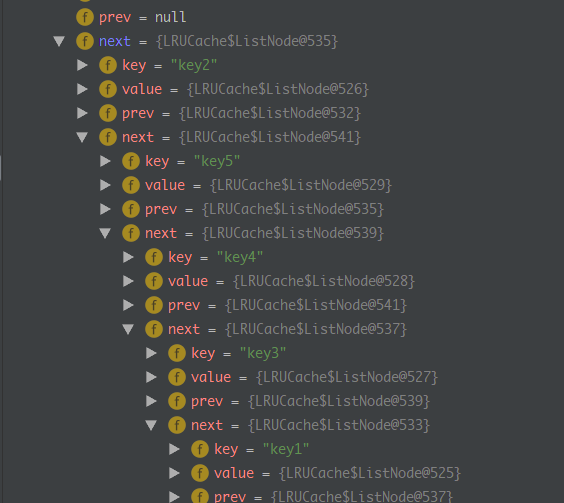 f prev = null
f next = {LRUCache$ListNode@535}
f key = "key2"
f value = {LRUCache$ListNode@526}
f prev = {LRUCache$ListNode@532}
f next = {LRUCache$ListNode@541}
f key = "key5"
f value = {LRUCache$ListNode@529}
f prev = {LRUCache$ListNode@535}
f next = {LRUCache$ListNode@539}
f key = "key4"
f value = {LRUCache$ListNode@528}
f prev = {LRUCache$ListNode@541}
f next = {LRUCache$ListNode@537}
f key = "key3"
f value = {LRUCache$ListNode@527}
f prev = {LRUCache$ListNode@539}
f next = {LRUCache$ListNode@533}
f key = "key1"
f value = {LRUCache$ListNode@525}
f prev = {LRUCache$ListNode@537}